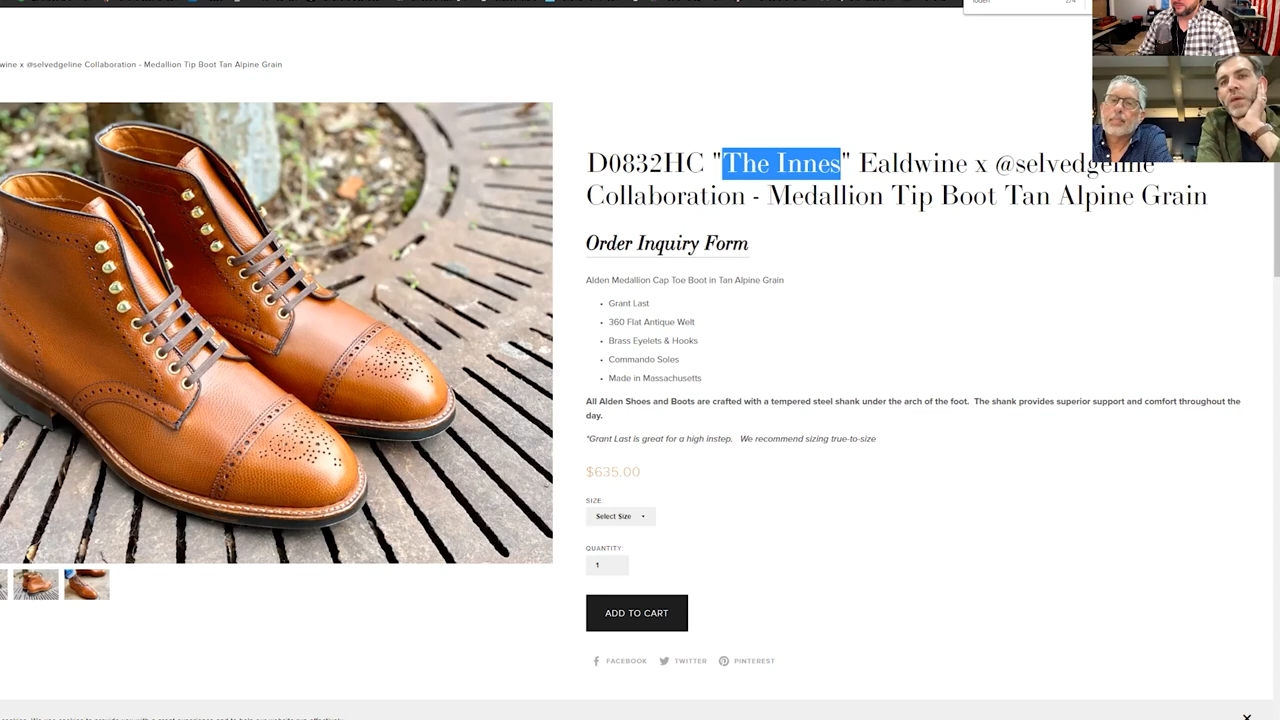 wine x @selvedgeline Collaboration - Medallion Tip Boot Tan Alpine Grain
D0832HC "The Innes" Ealdwine x @selvedgeline
Collaboration - Medallion Tip Boot Tan Alpine Grain
Order Inquiry Form
Alden Medallion Cap Toe Boot in Tan Alpine Grain
• Grant Last
• 360 Flat Antique Welt
• Brass Eyelets & Hooks
• Commando Soles
• Made in Massachusetts
All Alden Shoes and Boots are crafted with a tempered steel shank under the arch of the foot. The shank provides superior support and comfort throughout the
day.
*Grant Last is great for a high instep. We recommend sizing true-to-size
$635.00
SIZE:
Select Size
QUANTITY:
1
ADD TO CART
FACEBOOK TWITTER PINTEREST